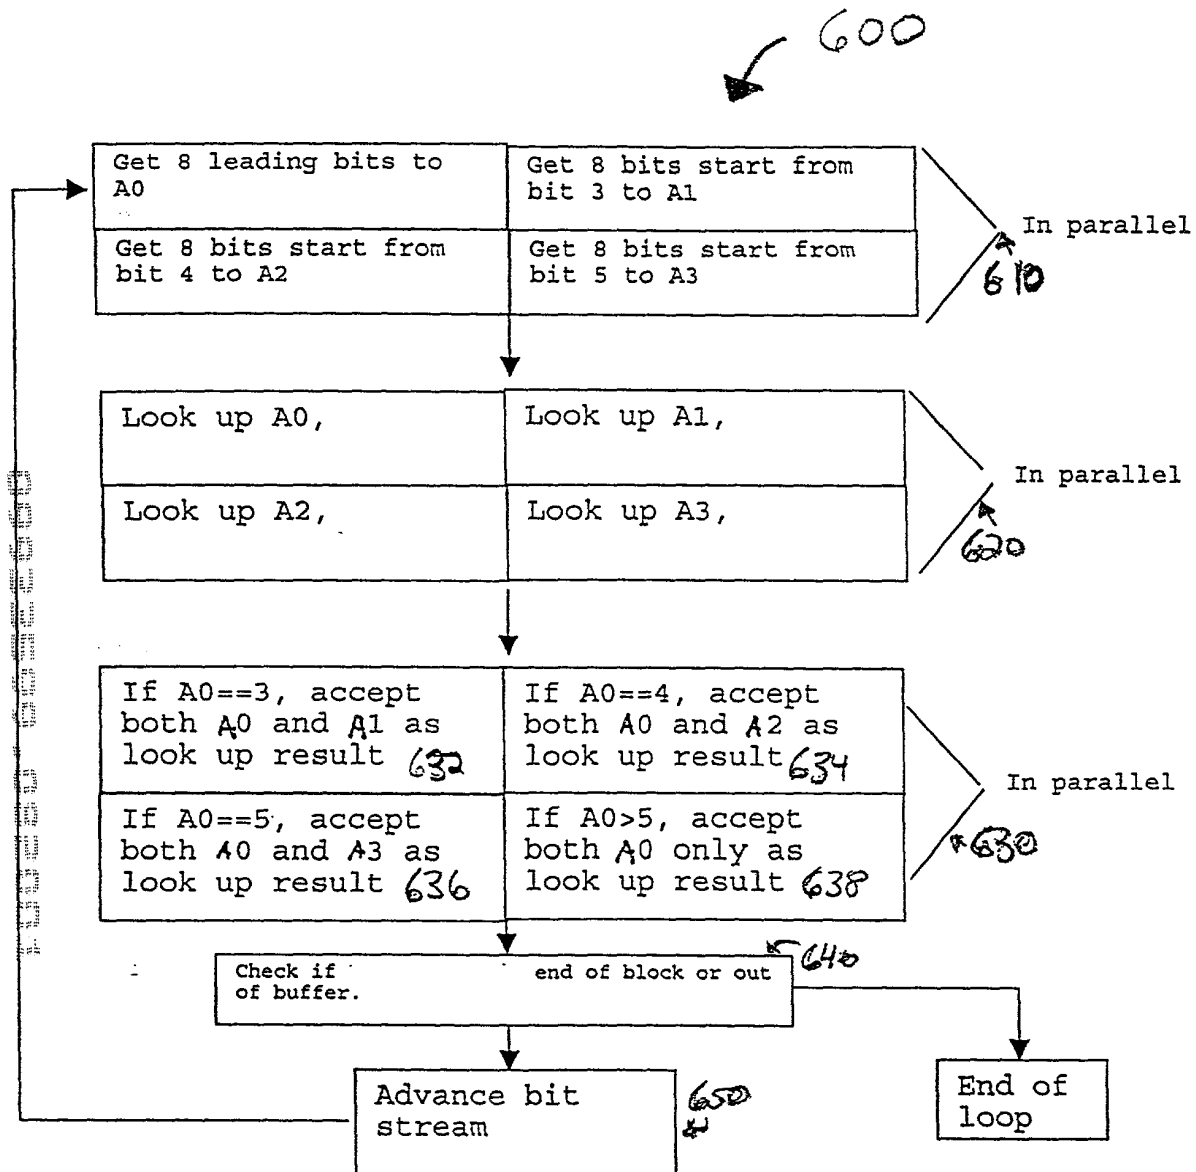 600
Get 8 leading bits to
A0
Get 8 bits start from
bit 3 to A1
Get 8 bits start from
bit 4 to A2
Get 8 bits start from
bit 5 to A3
In parallel
610
Look up A0,
Look up A1,
Look up A2,
Look up A3,
In parallel
620
If A0==3, accept
both A0 and A1 as
look up result 632
If A0==4, accept
both A0 and A2 as
look up result 634
If A0==5, accept
both A0 and A3 as
look up result 636
If A0>5, accept
both A0 only as
look up result 638
In parallel
630
Check if end of block or out
of buffer.
640
Advance bit
stream
650
End of
loop